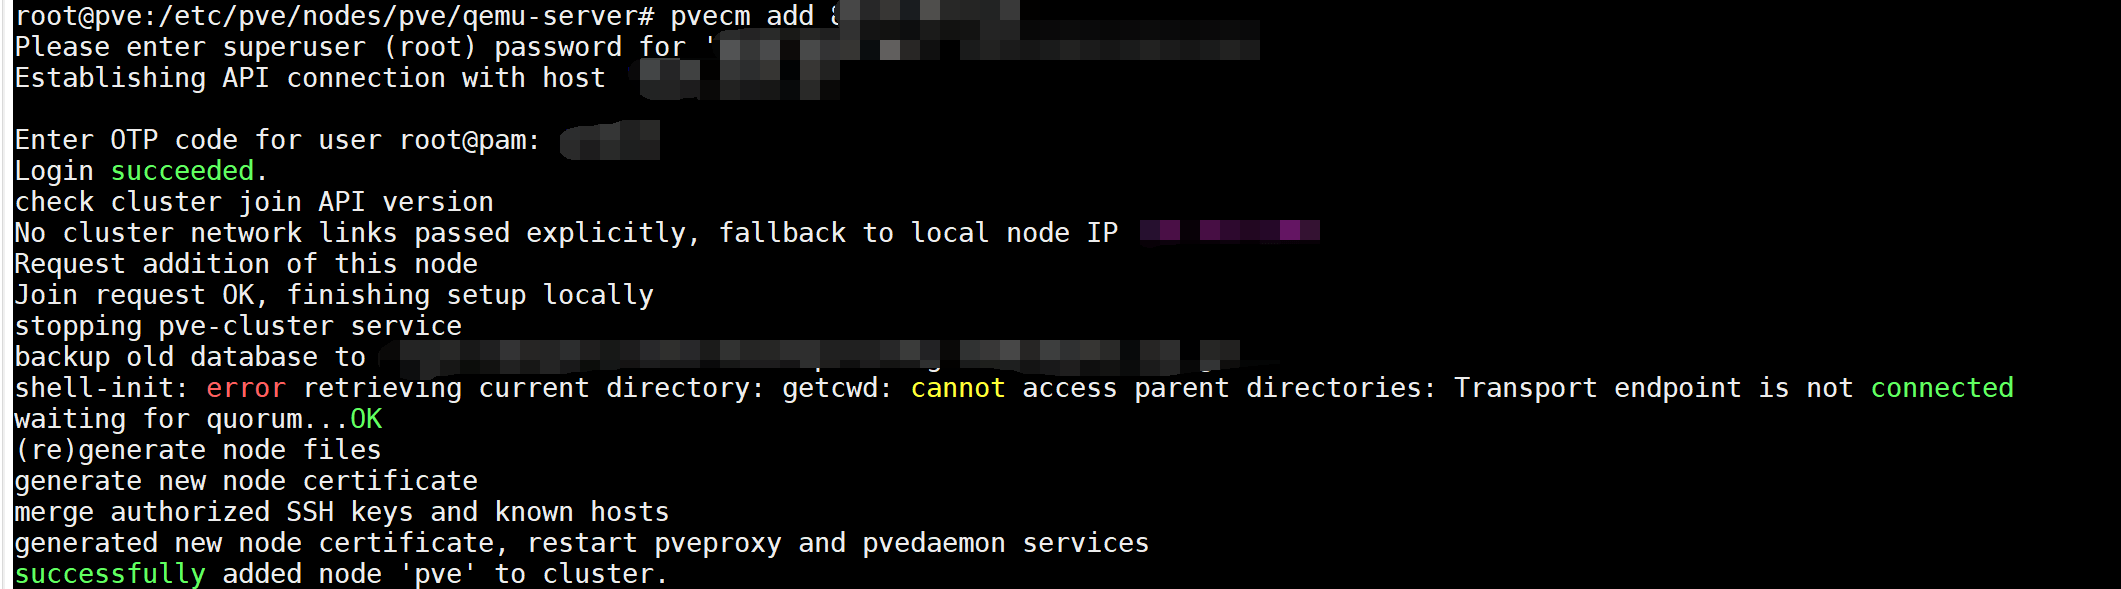 root@pve:/etc/pve/nodes/pve/qemu-server# pvecm add
Please enter superuser (root) password for '
Establishing API connection with host
Enter OTP code for user root@pam:
Login succeeded.
check cluster join API version
No cluster network links passed explicitly, fallback to local node IP
Request addition of this node
Join request OK, finishing setup locally
stopping pve-cluster service
backup old database to
shell-init: error retrieving current directory: getcwd: cannot access parent directories: Transport endpoint is not connected
waiting for quorum...OK
(re)generate node files
generate new node certificate
merge authorized SSH keys and known hosts
generated new node certificate, restart pveproxy and pvedaemon services
successfully added node 'pve' to cluster.